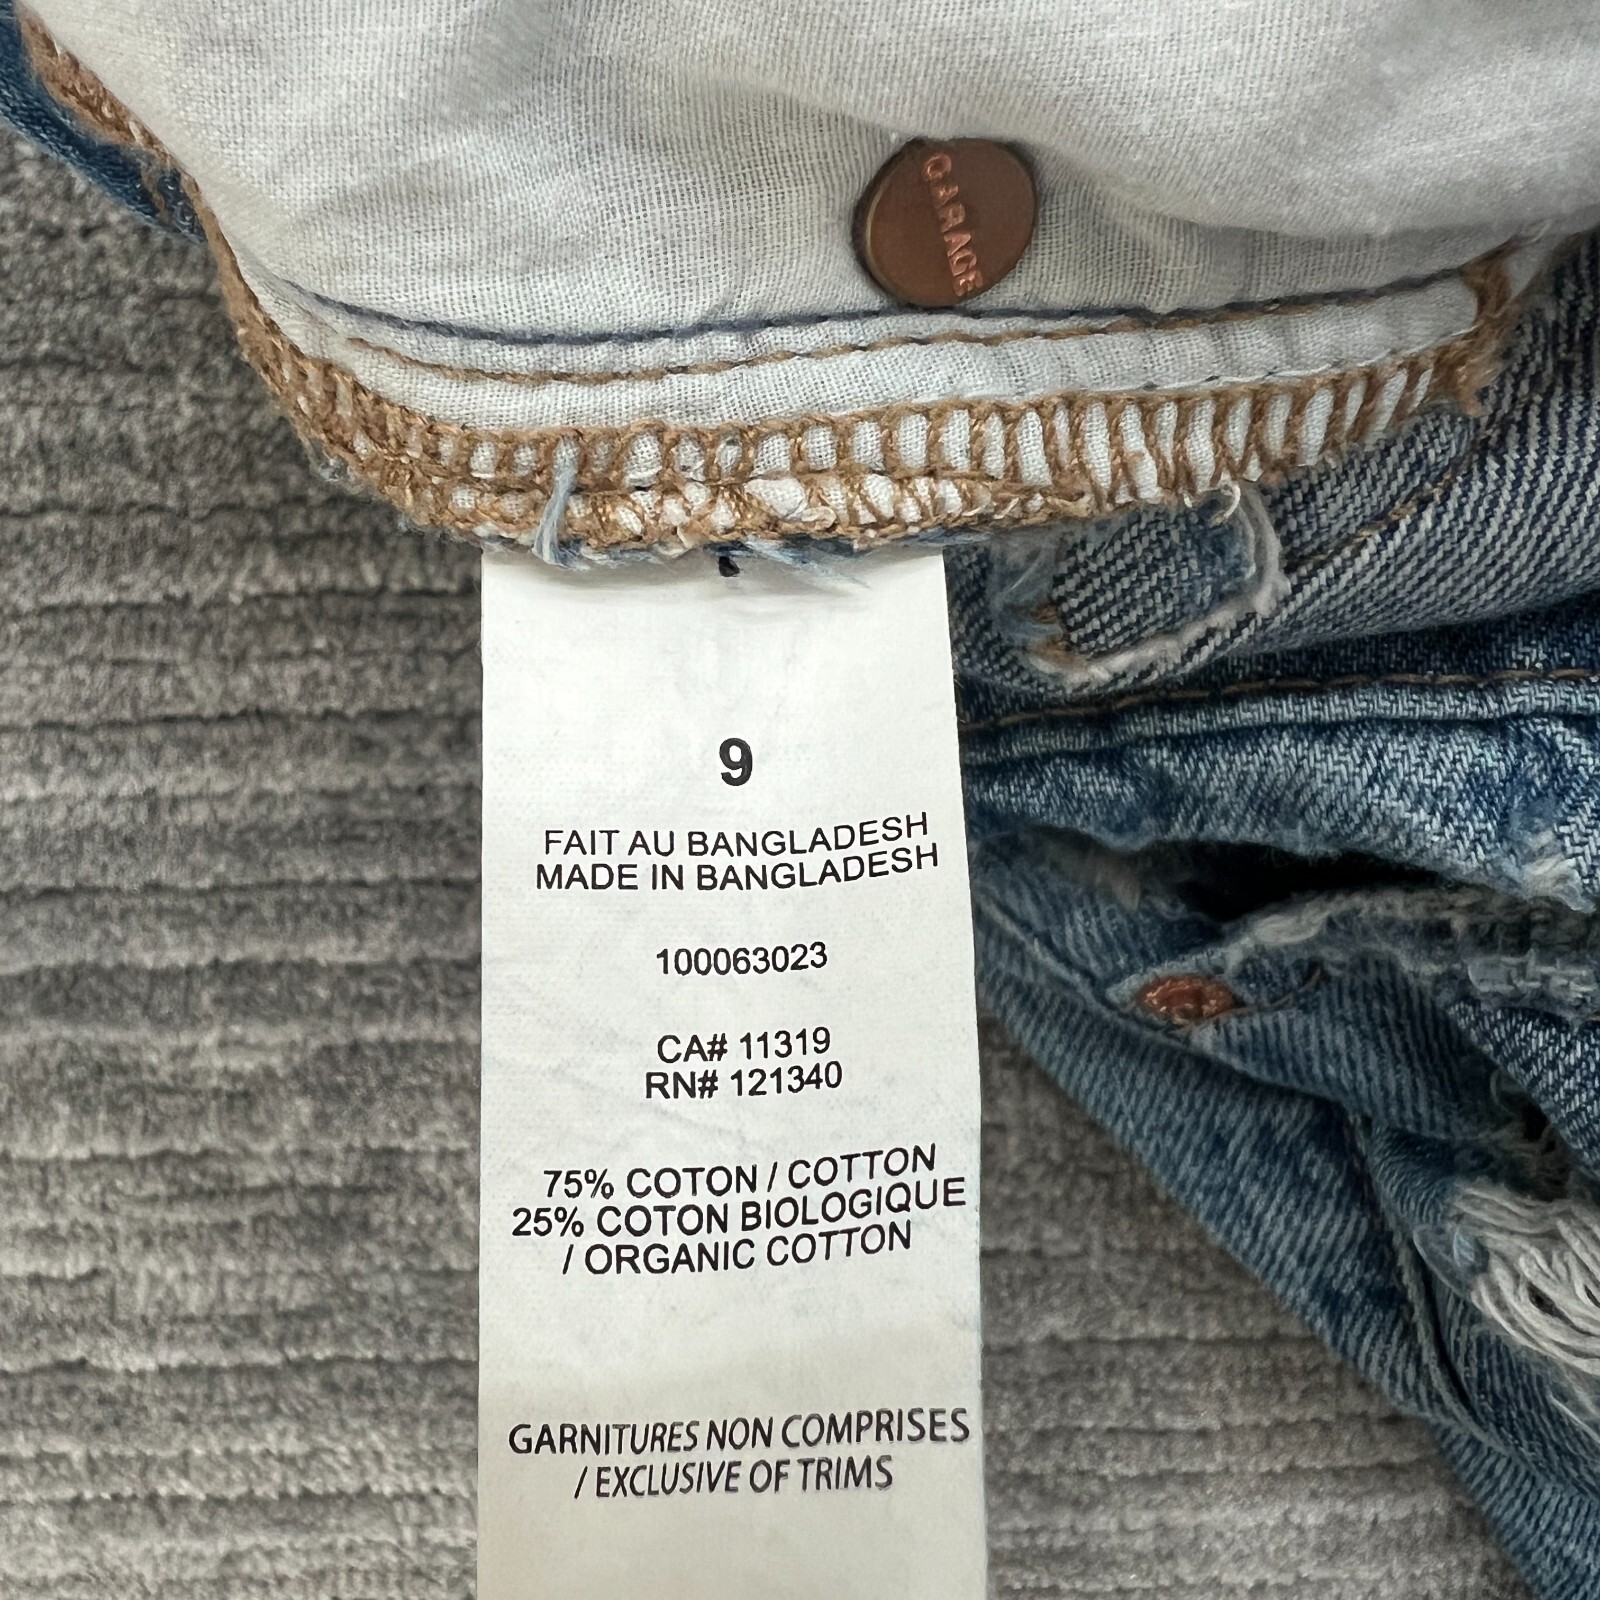 GARAGE
9
FAIT AU BANGLADESH
MADE IN BANGLADESH
100063023
CA# 11319
RN# 121340
75% COTON / COTTON
25% COTON BIOLOGIQUE
/ ORGANIC COTTON
GARNITURES NON COMPRISES
/ EXCLUSIVE OF TRIMS